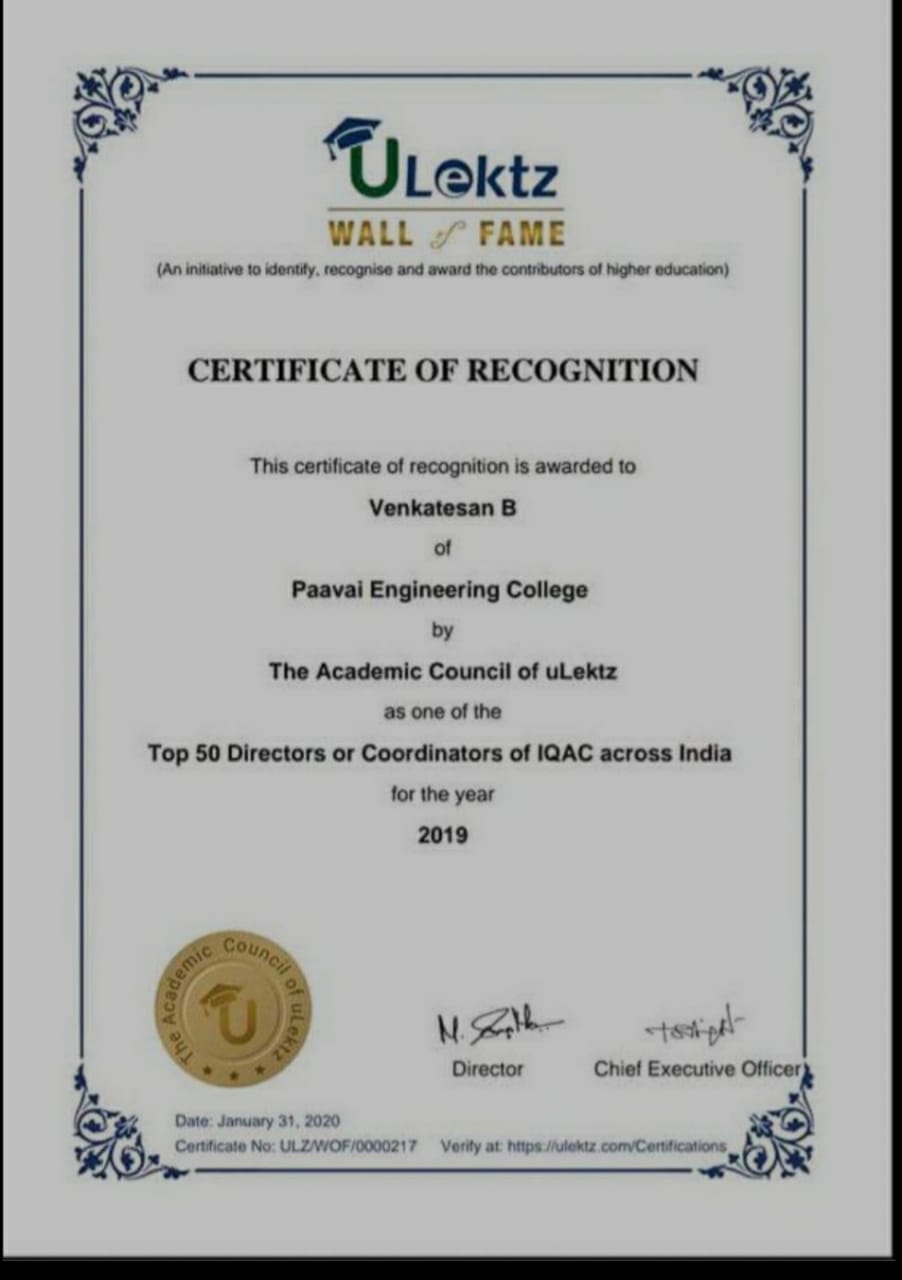 ULektz
WALL of FAME
(An initiative to identify, recognise and award the contributors of higher education)
CERTIFICATE OF RECOGNITION
This certificate of recognition is awarded to
Venkatesan B
of
Paavai Engineering College
by
The Academic Council of uLektz
as one of the
Top 50 Directors or Coordinators of IQAC across India
for the year
2019
The Academic Council of uLektz
U
Director
Chief Executive Officer
Date: January 31, 2020
Certificate No: ULZ/WOF/0000217 Verify at: https://ulektz.com/Certifications